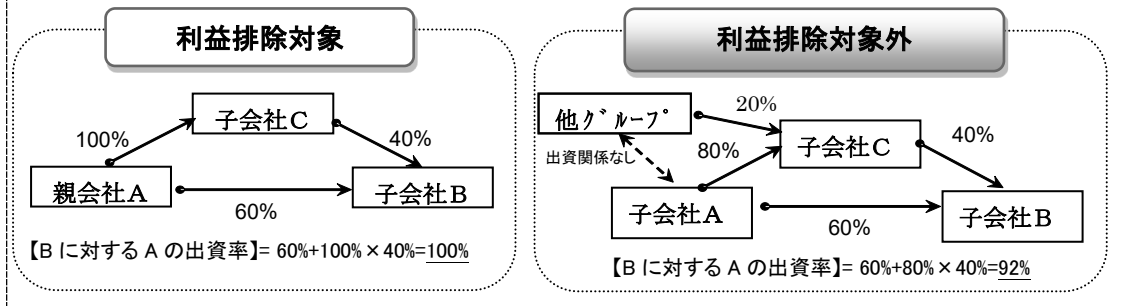 利益排除対象
子会社C
100%
40%
親会社A
子会社B
60%
【B に対する A の出資率】= 60%+100%×40%=100%
利益排除対象外
他グループ
20%
子会社C
40%
出資関係なし
80%
子会社A
子会社B
60%
【B に対する A の出資率】= 60%+80%×40%=92%